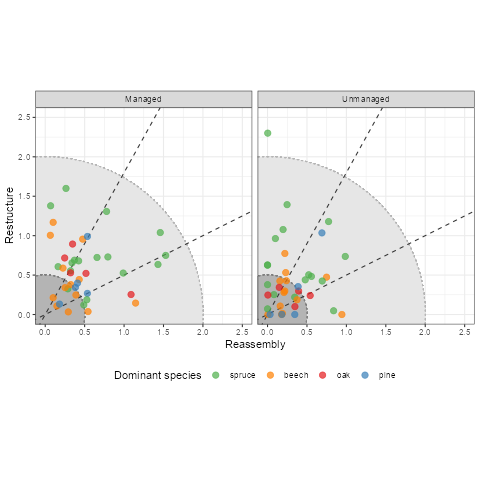 Managed
Unmanaged
2.5
2.0
1.5
1.0
0.5
0.0
Restructure
0.0 0.5 1.0 1.5 2.0 2.5
0.0 0.5 1.0 1.5 2.0 2.5
Reassembly
Dominant species spruce beech oak pine